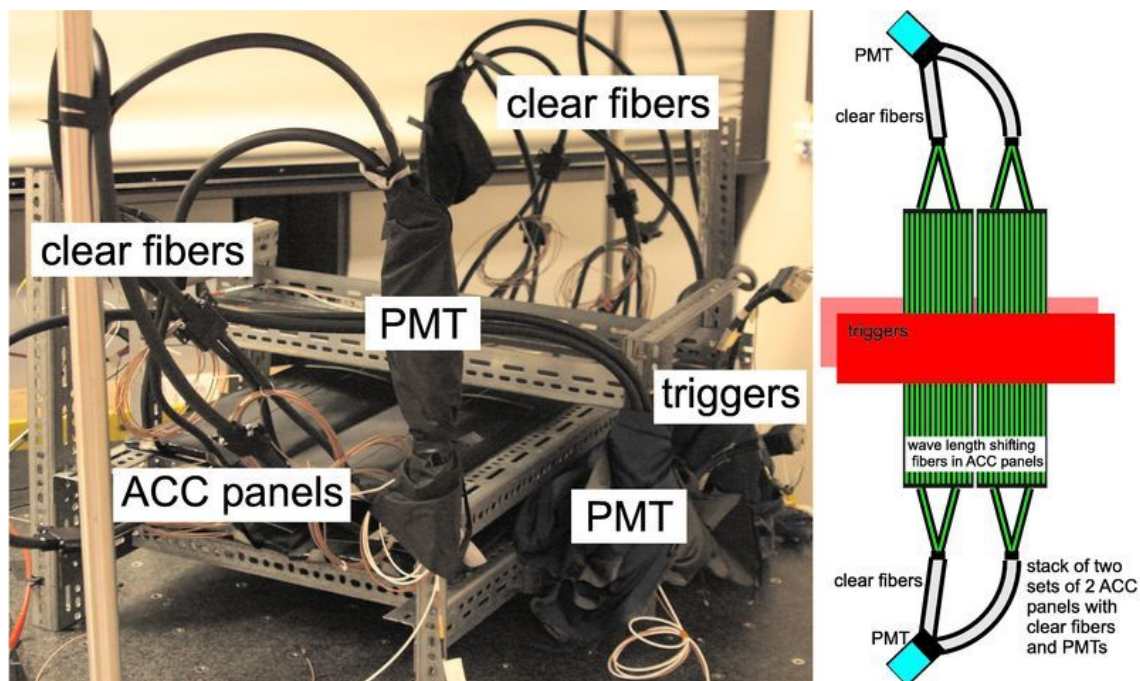 clear fibers
clear fibers
PMT
triggers
ACC panels
PMT
PMT
clear fibers
triggers
wave length shifting
fibers in ACC panels
clear fibers
stack of two
sets of 2 ACC
panels with
clear fibers
and PMTs
PMT